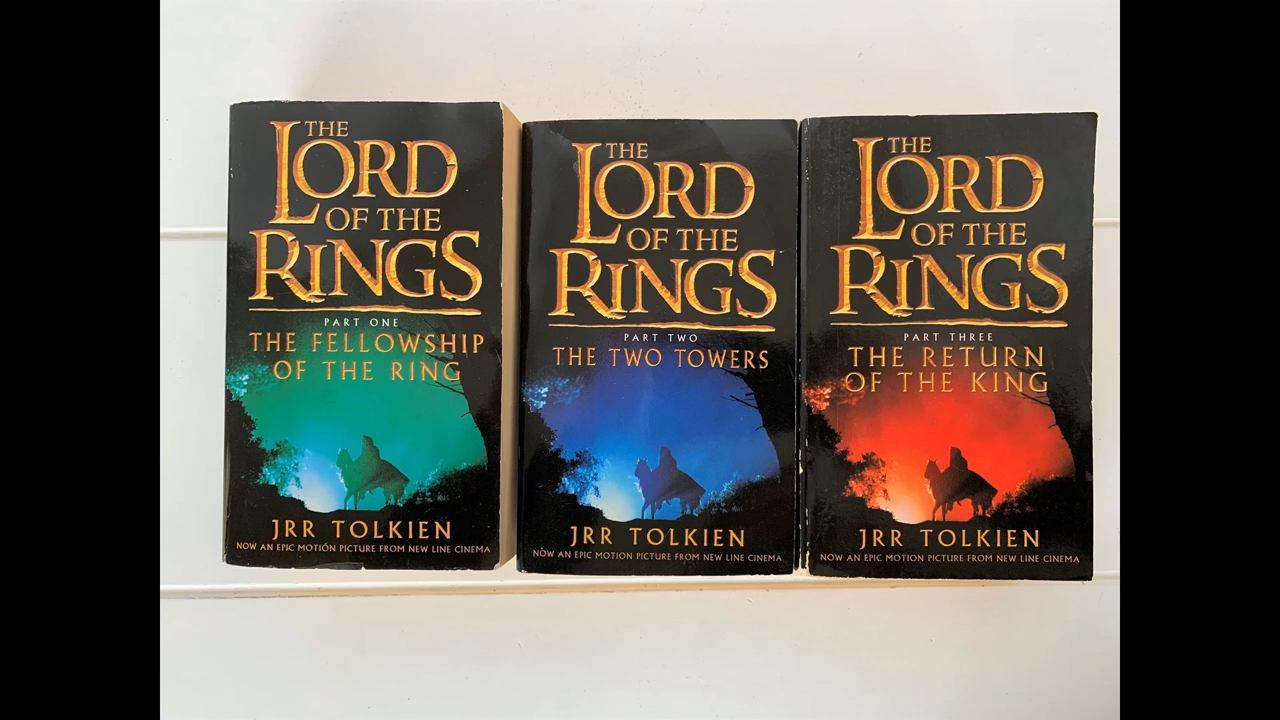 THE
LORD
OF THE
RINGS
PART ONE
THE FELLOWSHIP
OF THE RING
JRR TOLKIEN
NOW AN EPIC MOTION PICTURE FROM NEW LINE CINEMA
THE
LORD
OF THE
RINGS
PART TWO
THE TWO TOWERS
JRR TOLKIEN
NOW AN EPIC MOTION PICTURE FROM NEW LINE CINEMA
THE
LORD
OF THE
RINGS
PART THREE
THE RETURN
OF THE KING
JRR TOLKIEN
NOW AN EPIC MOTION PICTURE FROM NEW LINE CINEMA